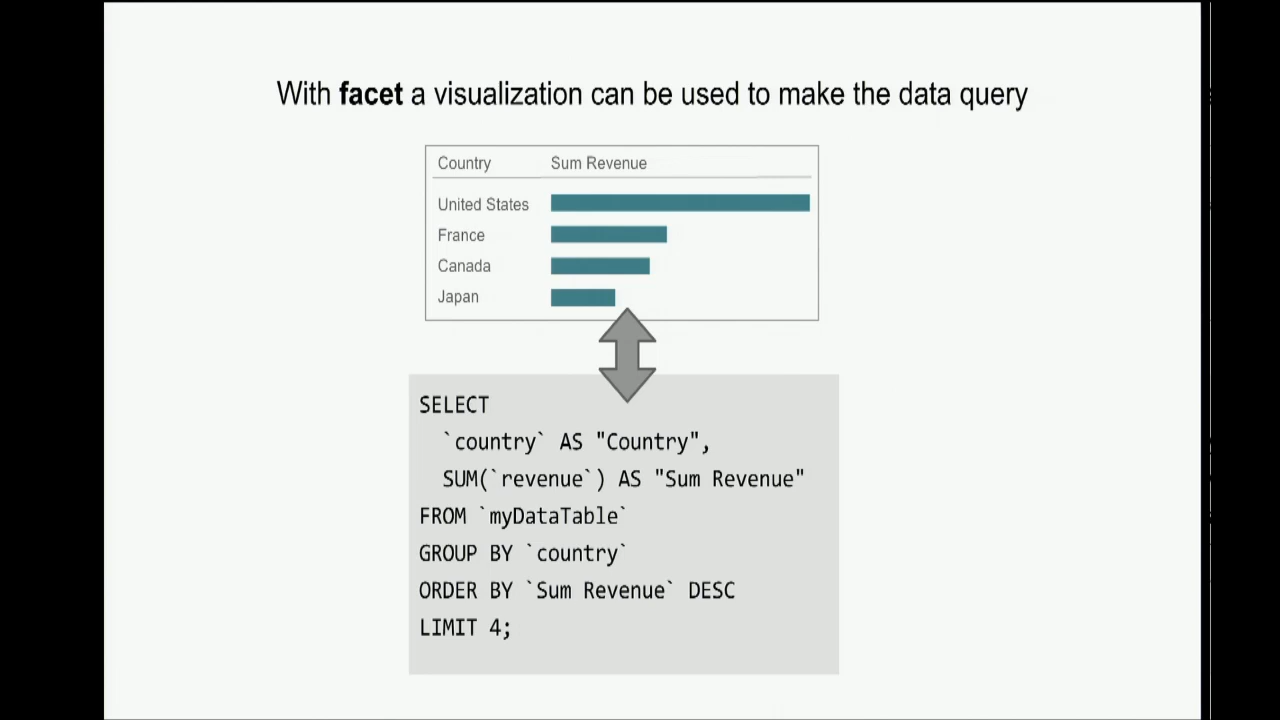 With facet a visualization can be used to make the data query
Country Sum Revenue
United States
France
Canada
Japan
SELECT
`country` AS "Country",
SUM(`revenue`) AS "Sum Revenue"
FROM `myDataTable`
GROUP BY `country`
ORDER BY `Sum Revenue` DESC
LIMIT 4;